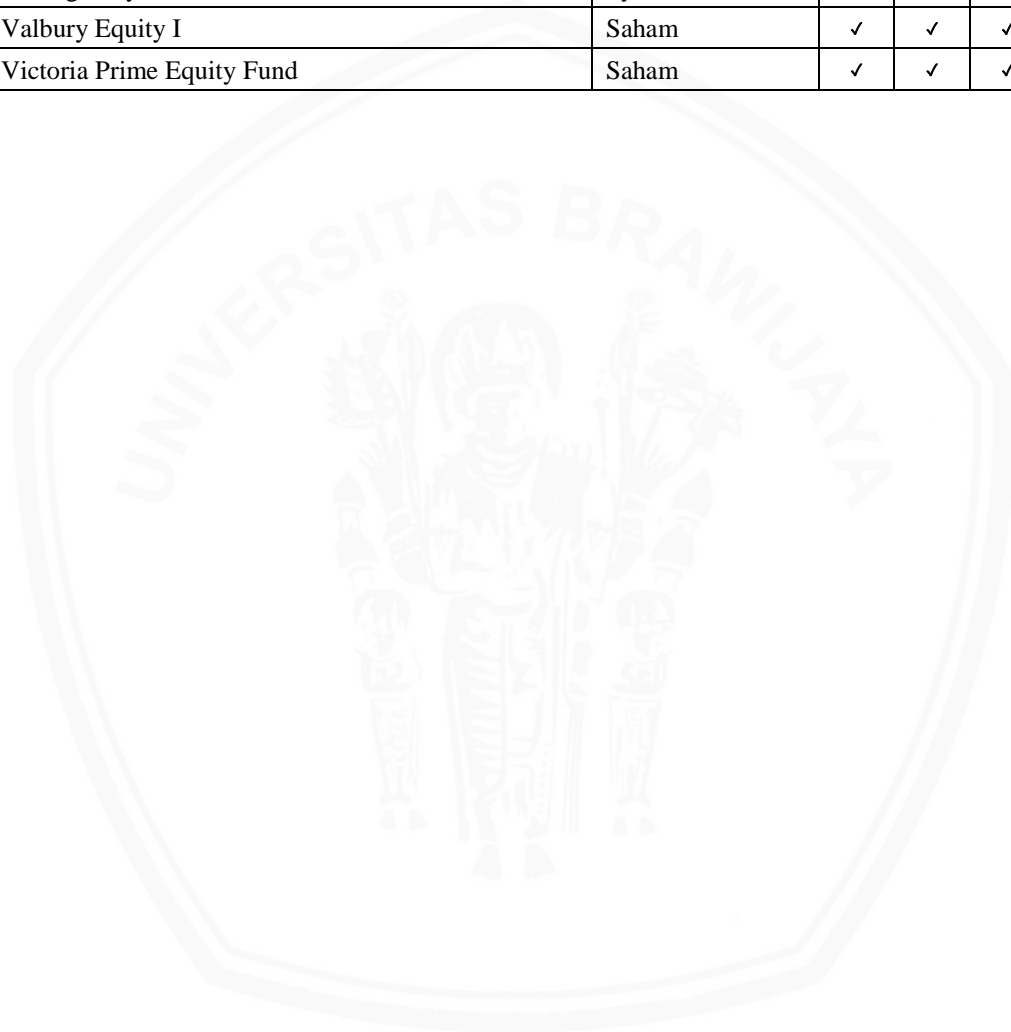 Valbury Equity I Saham ✓ ✓ ✓
Victoria Prime Equity Fund Saham ✓ ✓ ✓
UNIVERSITAS BRAWIJAYA